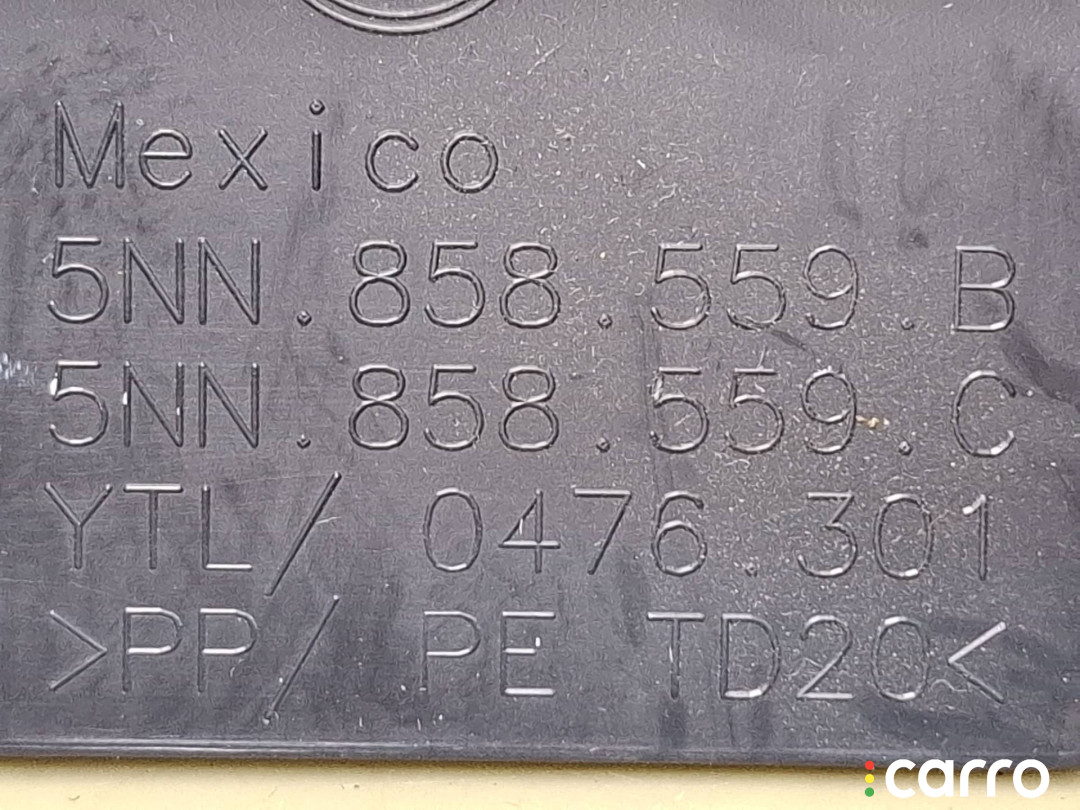 Mexico
5NN.858.559.B
5NN.858.559.C
YTL/ 0476.301
>PP/ PE TD20<
carro